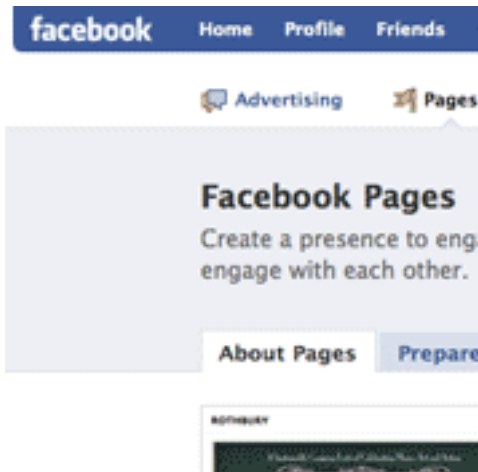 facebook Home Profile Friends
Advertising Pages
Facebook Pages
Create a presence to eng
engage with each other.
About Pages Prepare
ROTHBURY